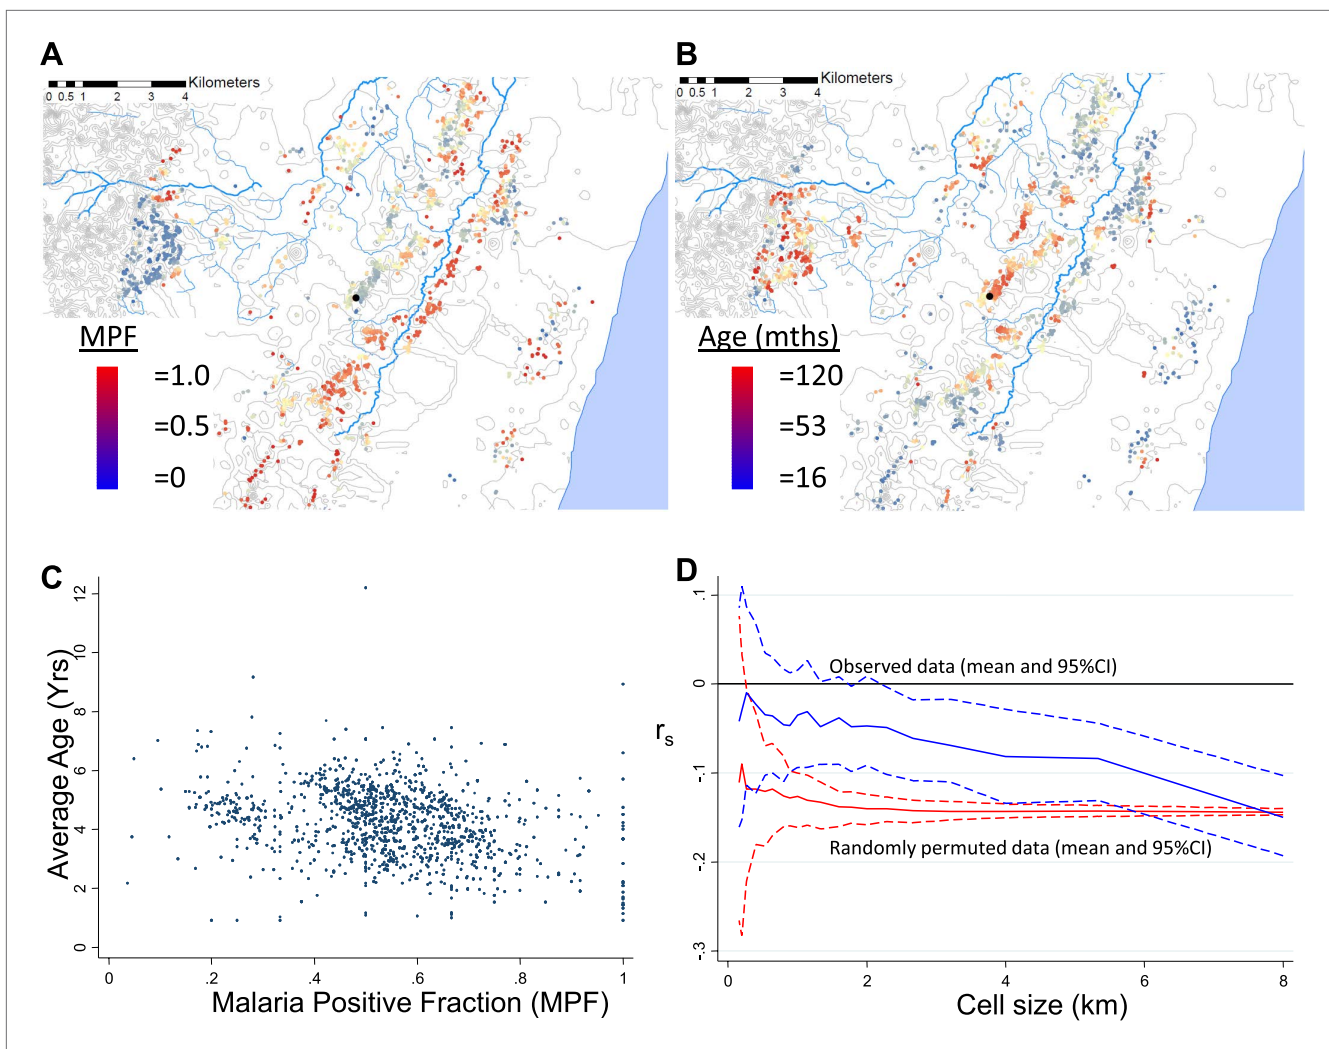 A
Kilometers
0 0.5 1 2 3 4
MPF
=1.0
=0.5
=0
B
Kilometers
0 0.5 1 2 3 4
Age (mths)
=120
=53
=16
C
Average Age (Yrs)
12
10
8
6
4
2
0
0 .2 .4 .6 .8 1
Malaria Positive Fraction (MPF)
D
rs
.1
0
-.1
-.2
-.3
Observed data (mean and 95%CI)
Randomly permuted data (mean and 95%CI)
0 2 4 6 8
Cell size (km)